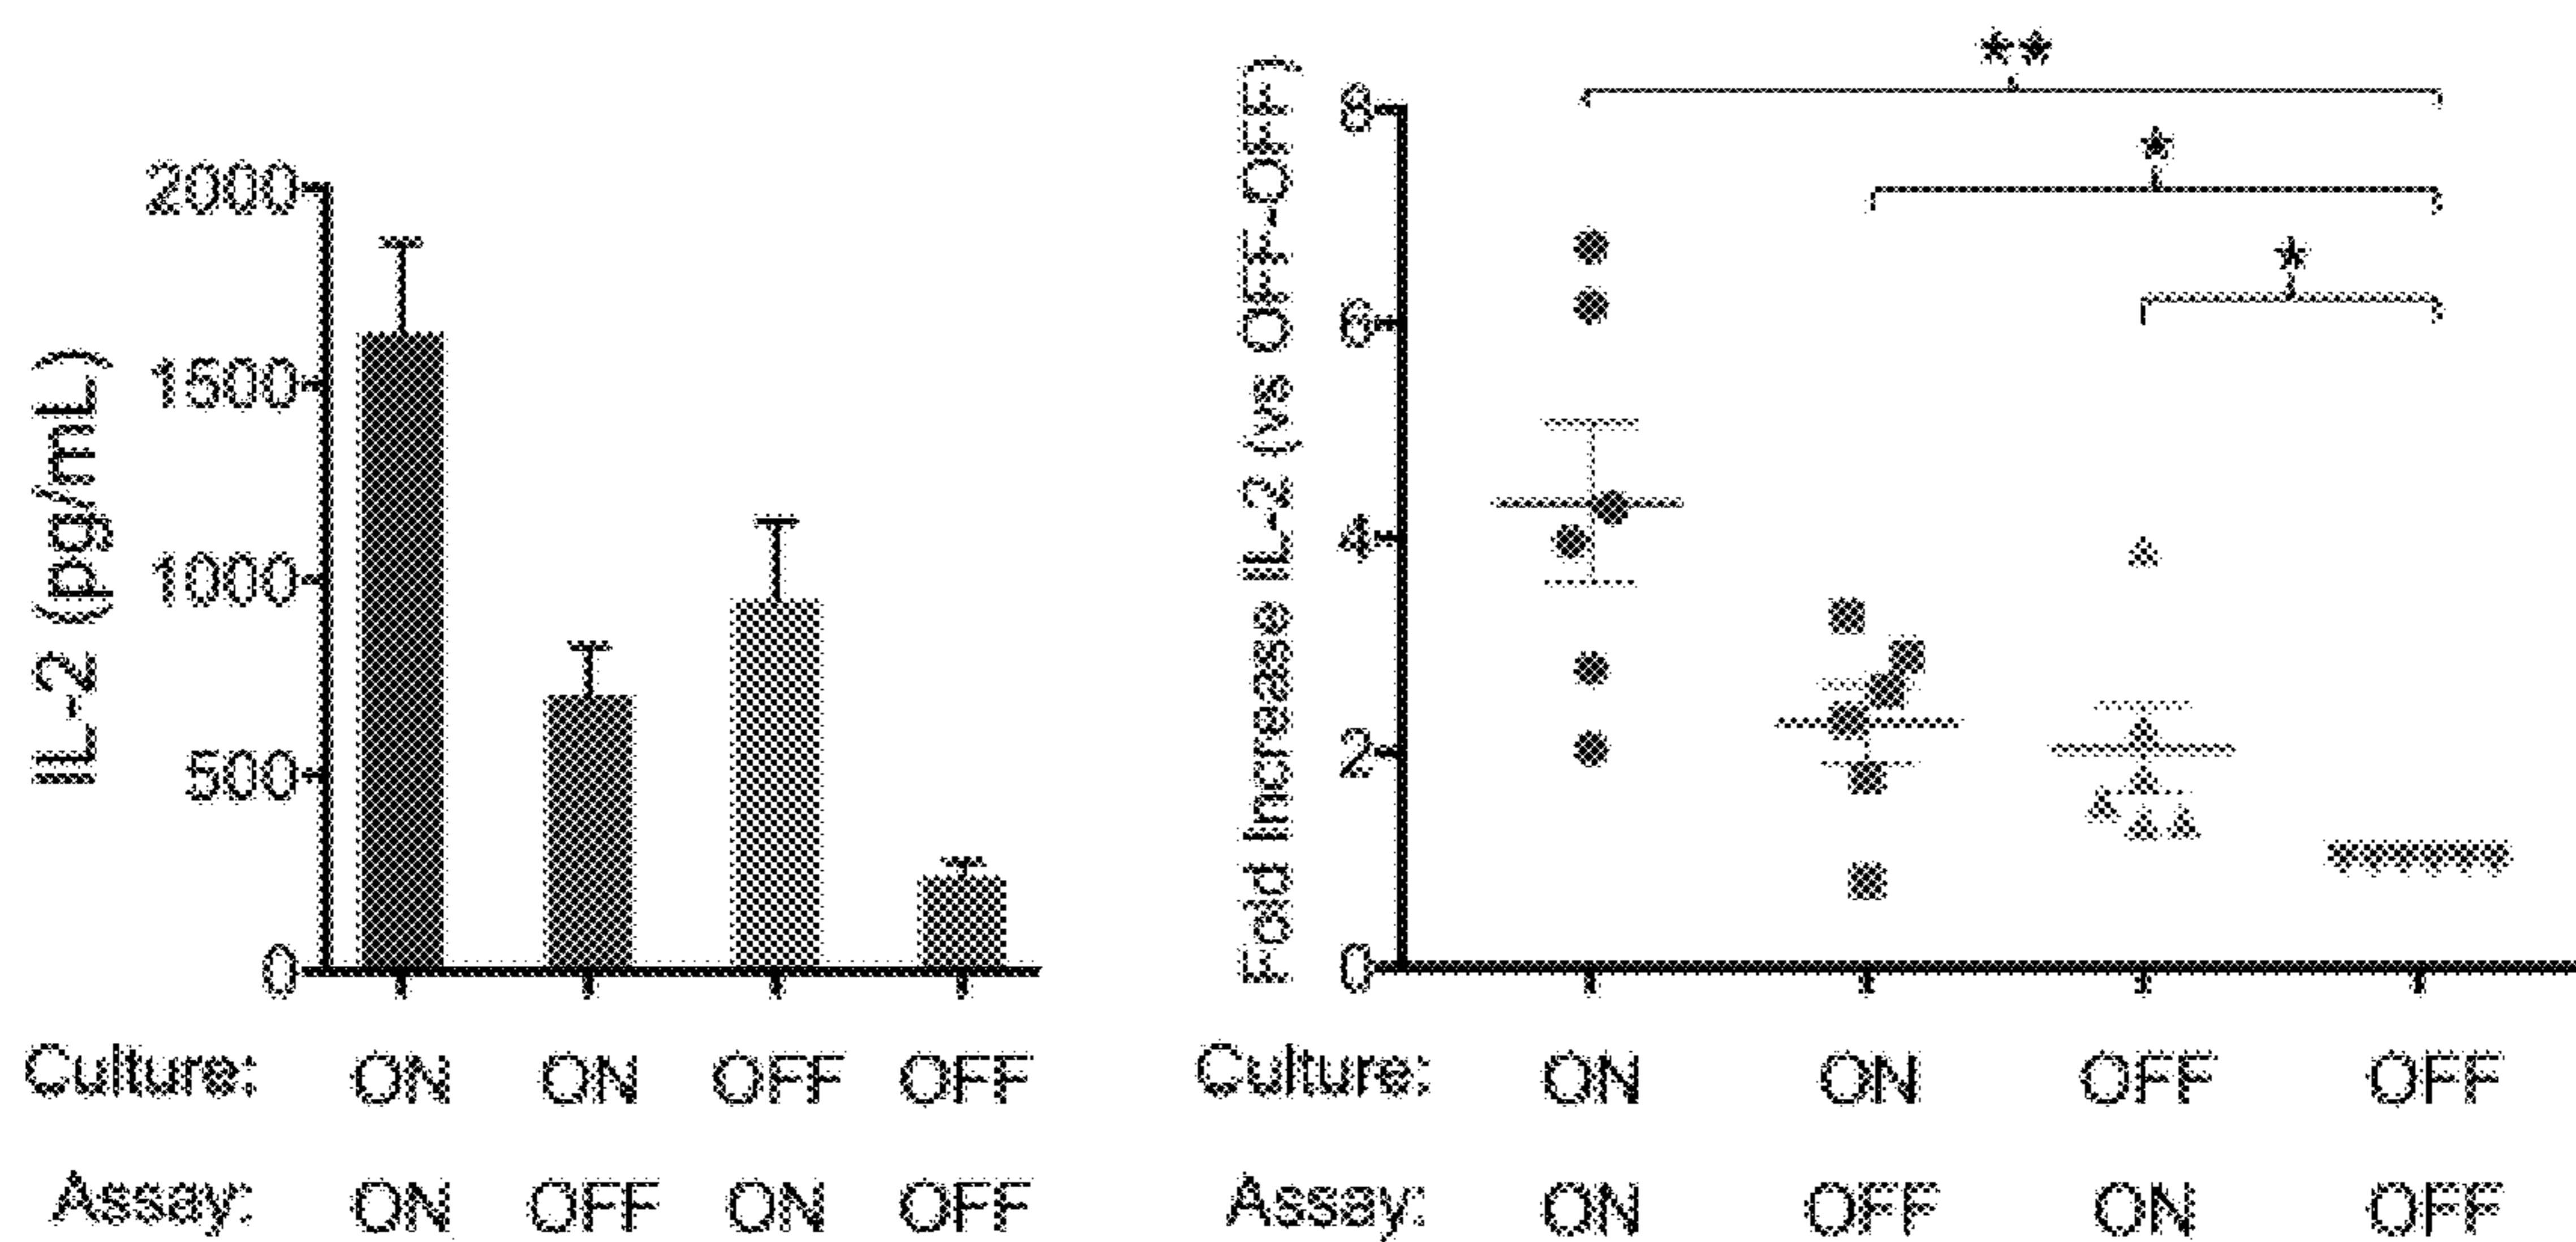 IL-2 (pg/mL)
2000
1500
1000
500
0
Culture: ON ON OFF OFF
Assay: ON OFF ON OFF
Fold Increase IL-2 (vs OFF-OFF)
8
6
4
2
0
**
*
*
Culture: ON ON OFF OFF
Assay: ON OFF ON OFF